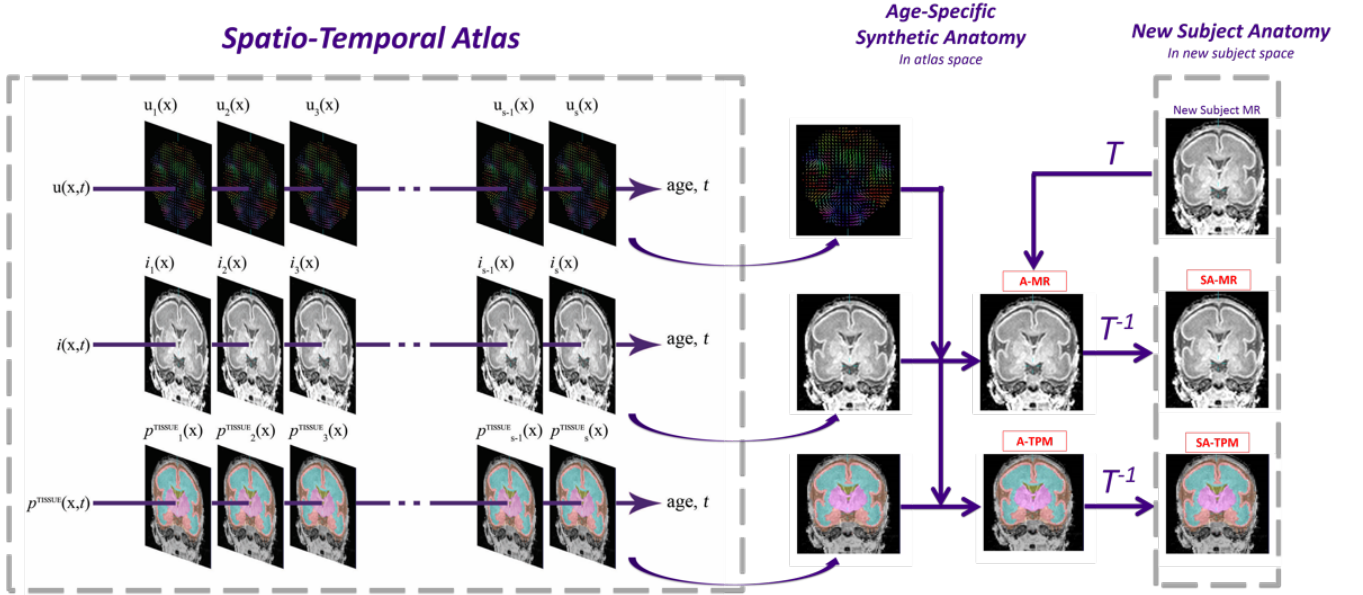 Spatio-Temporal Atlas
Age-Specific
Synthetic Anatomy
In atlas space
New Subject Anatomy
In new subject space
u₁(x) u₂(x) u₃(x) uₛ₋₁(x) uₛ(x)
u(x,t) age, t
New Subject MR
T
i₁(x) i₂(x) i₃(x) iₛ₋₁(x) iₛ(x)
A-MR SA-MR
i(x,t) age, t
T⁻¹
pᵀᴵˢˢᵁᴱ₁(x) pᵀᴵˢˢᵁᴱ₂(x) pᵀᴵˢˢᵁᴱ₃(x) pᵀᴵˢˢᵁᴱₛ₋₁(x) pᵀᴵˢˢᵁᴱₛ(x)
A-TPM SA-TPM
pᵀᴵˢˢᵁᴱ(x,t) age, t
T⁻¹